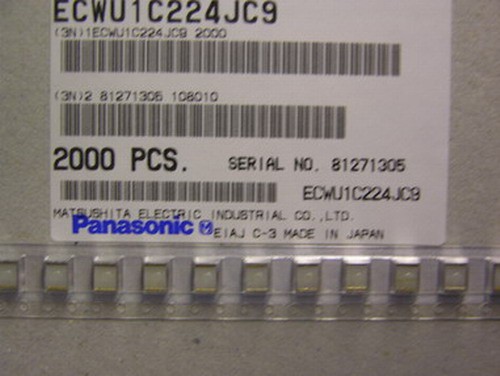 ECWU1C224JC9
(3N)1ECWU1C224JC9 2000
(3N)2 81271305 108010
2000 PCS. SERIAL NO. 81271305
ECWU1C224JC9
MATSUSHITA ELECTRIC INDUSTRIAL CO.,LTD.
Panasonic EIAJ C-3 MADE IN JAPAN